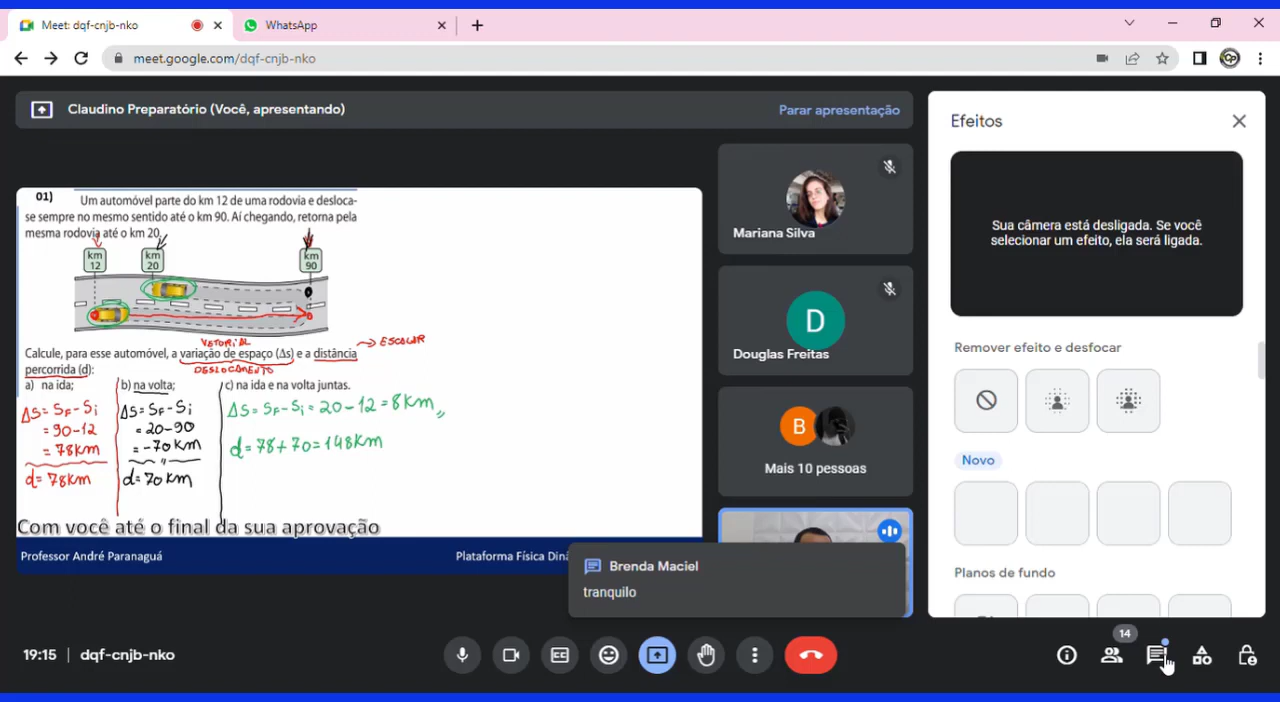 Meet: dqf-cnjb-nko
WhatsApp
meet.google.com/dqf-cnjb-nko
Claudino Preparatório (Você, apresentando)
Parar apresentação
01) Um automóvel parte do km 12 de uma rodovia e desloca-
se sempre no mesmo sentido até o km 90. Aí chegando, retorna pela
mesma rodovia até o km 20.
km 12
km 20
km 90
VETORIAL
ESCALAR
Calcule, para esse automóvel, a variação de espaço (Δs) e a distância
DESLOCAMENTO
percorrida (d):
a) na ida;
ΔS = SF - Si
= 90-12
= 78km
d= 78km
b) na volta;
ΔS = SF - Si
= 20-90
= -70km
d= 70km
c) na ida e na volta juntas.
ΔS = SF - Si = 20-12 = 8km
d= 78+70 = 148km
Com você até o final da sua aprovação
Professor André Paranaguá
Plataforma Física
Mariana Silva
D
Douglas Freitas
B
Mais 10 pessoas
Brenda Maciel
tranquilo
Efeitos
Sua câmera está desligada. Se você
selecionar um efeito, ela será ligada.
Remover efeito e desfocar
Novo
Planos de fundo
19:15 | dqf-cnjb-nko
14